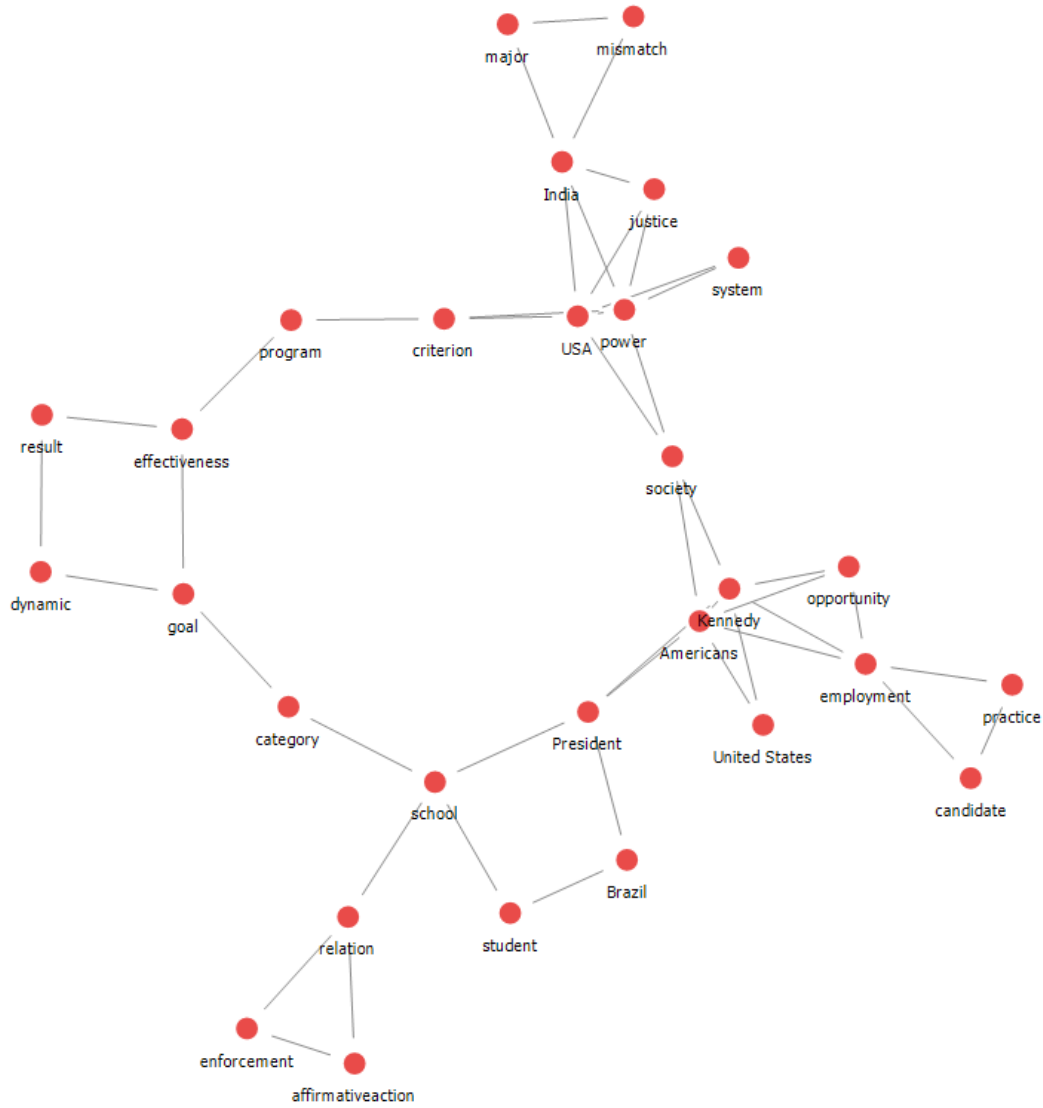 mismatch
major
India
justice
system
program
criterion
USA
power
result
effectiveness
society
dynamic
goal
opportunity
Kennedy
Americans
employment
practice
category
President
United States
school
candidate
Brazil
student
relation
enforcement
affirmativeaction